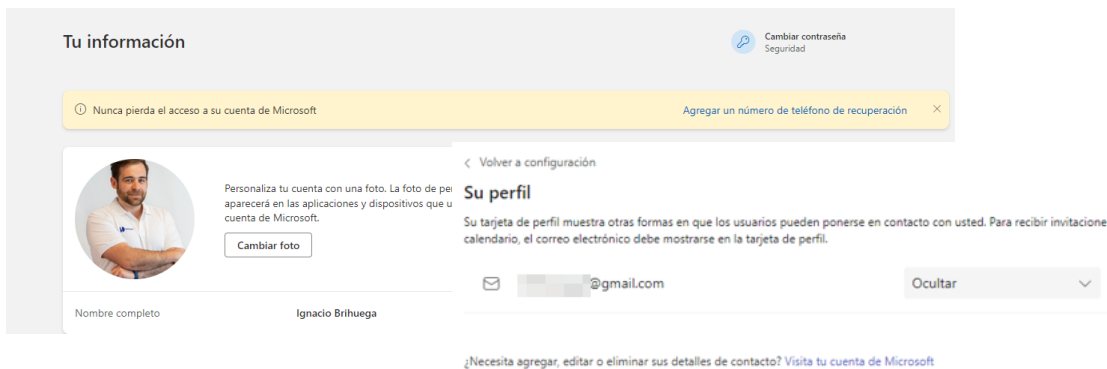 Tu información
Cambiar contraseña
Seguridad
Nunca pierda el acceso a su cuenta de Microsoft
Agregar un número de teléfono de recuperación
Personaliza tu cuenta con una foto. La foto de pe
aparecerá en las aplicaciones y dispositivos que u
cuenta de Microsoft.
Cambiar foto
Nombre completo
Ignacio Brihuega
Volver a configuración
Su perfil
Su tarjeta de perfil muestra otras formas en que los usuarios pueden ponerse en contacto con usted. Para recibir invitacione
calendario, el correo electrónico debe mostrarse en la tarjeta de perfil.
@gmail.com
Ocultar
¿Necesita agregar, editar o eliminar sus detalles de contacto? Visita tu cuenta de Microsoft